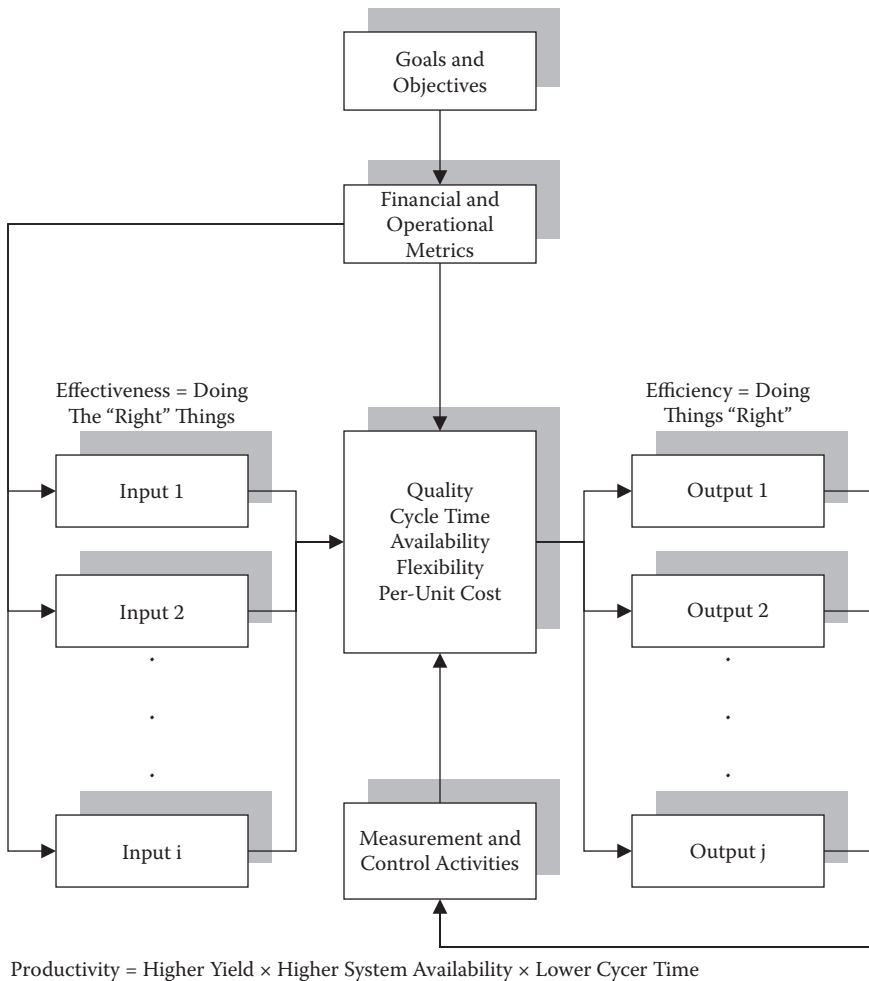 Goals and
Objectives
Financial and
Operational
Metrics
Effectiveness = Doing
The “Right” Things
Efficiency = Doing
Things “Right”
Input 1
Quality
Cycle Time
Availability
Flexibility
Per-Unit Cost
Output 1
Input 2
Output 2
Input i
Measurement and
Control Activities
Output j
Productivity = Higher Yield × Higher System Availability × Lower Cycer Time